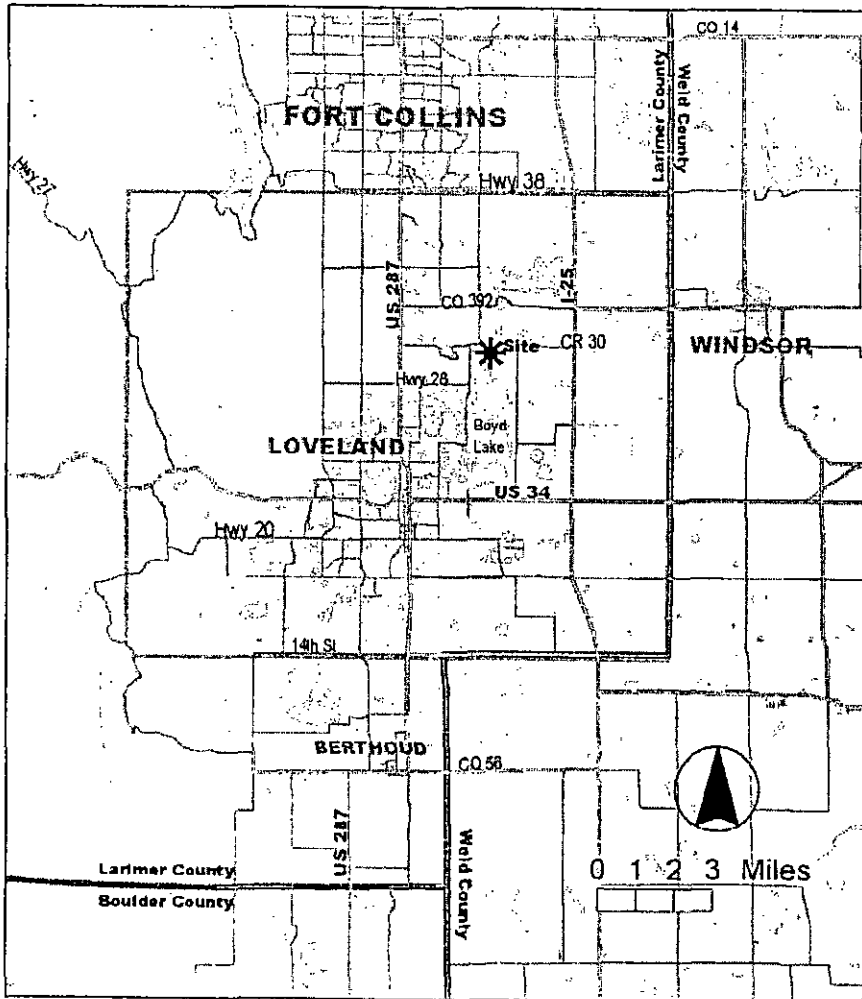 CO 14
Larimer County
Weld County
FORT COLLINS
Hwy 27
Hwy 38
US 287
I-25
CO 392
Site
CR 30
WINDSOR
Hwy 28
Boyd
Lake
LOVELAND
US 34
Hwy 20
14th St
BERTHOUD
CO 56
US 287
Weld County
0 1 2 3 Miles
Larimer County
Boulder County